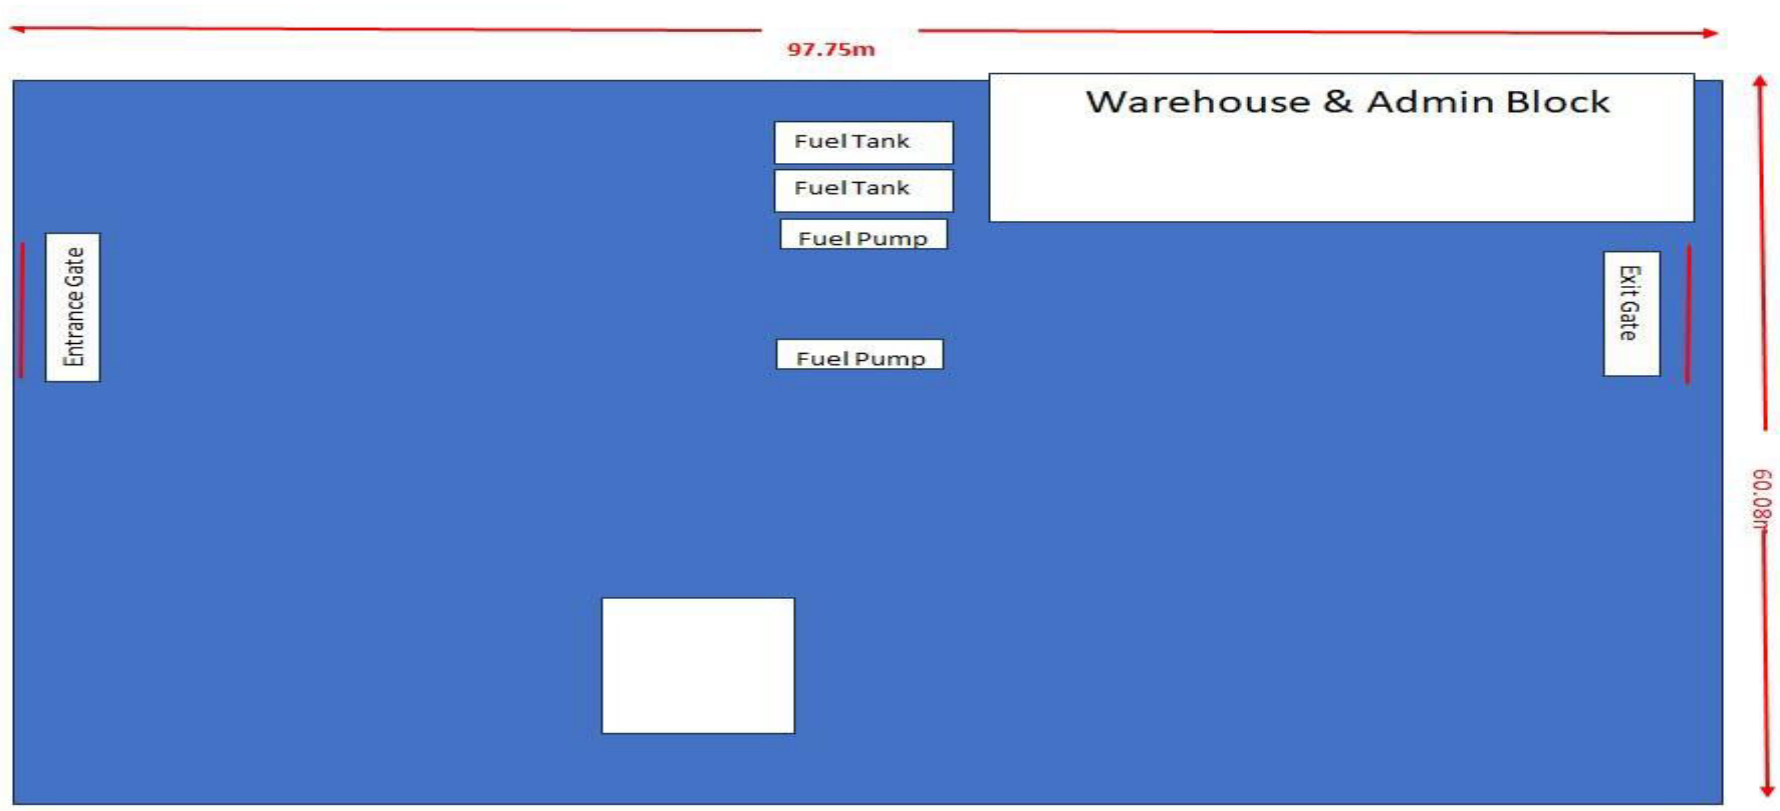 97.75m
Warehouse & Admin Block
Fuel Tank
Fuel Tank
Fuel Pump
Entrance Gate
Exit Gate
Fuel Pump
60.08m